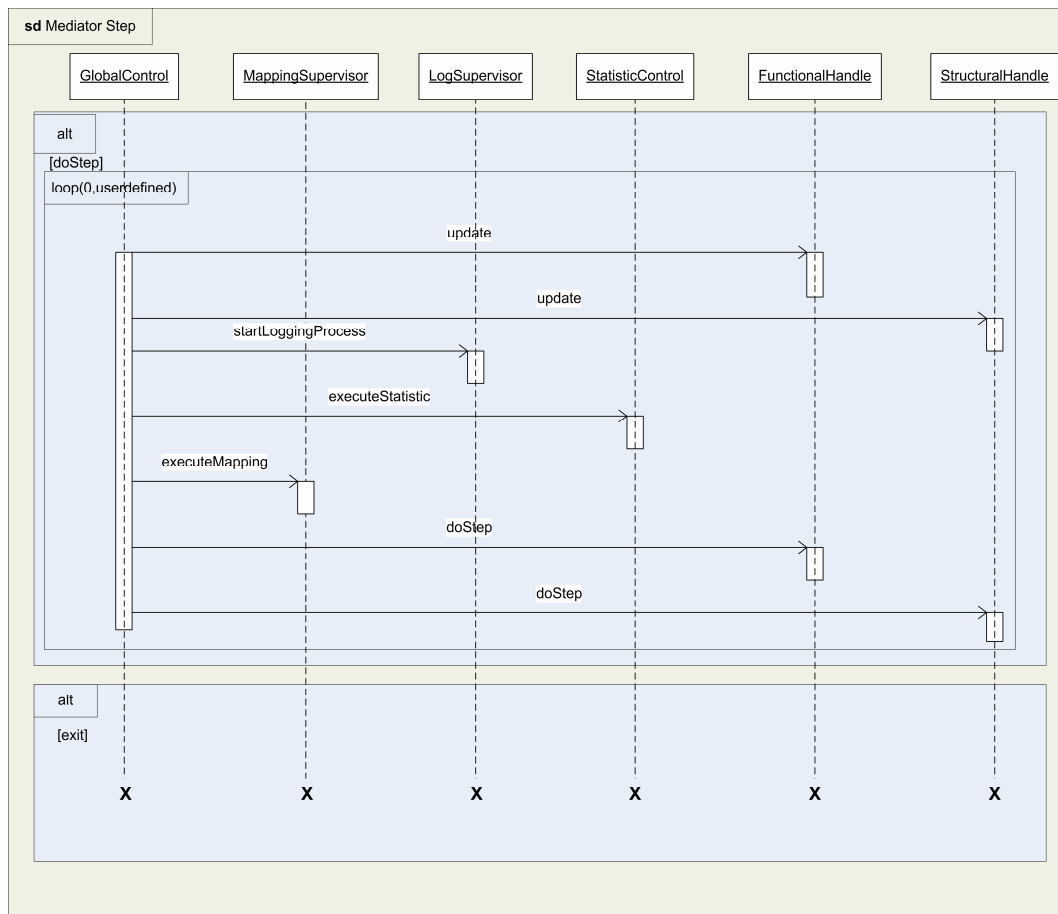 sd Mediator Step
GlobalControl
MappingSupervisor
LogSupervisor
StatisticControl
FunctionalHandle
StructuralHandle
alt
[doStep]
loop(0,userdefined)
update
update
startLoggingProcess
executeStatistic
executeMapping
doStep
doStep
alt
[exit]
X X X X X X